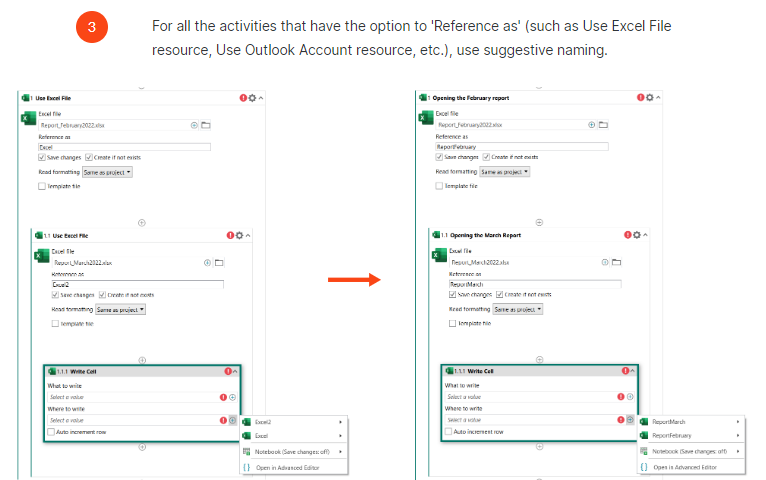 3
For all the activities that have the option to 'Reference as' (such as Use Excel File
resource, Use Outlook Account resource, etc.), use suggestive naming.
1 Use Excel File
Excel file
Report_February2022.xlsx
Reference as
Excel
Save changes Create if not exists
Read formatting Same as project
Template file
1.1 Use Excel File
Excel file
Report_March2022.xlsx
Reference as
Excel2
Save changes Create if not exists
Read formatting Same as project
Template file
1.1.1 Write Cell
What to write
Select a value
Where to write
Select a value
Auto increment row
Excel2
Excel
Notebook (Save changes: off)
Open in Advanced Editor
1 Opening the February report
Excel file
Report_February2022.xlsx
Reference as
ReportFebruary
Save changes Create if not exists
Read formatting Same as project
Template file
1.1 Opening the March Report
Excel file
Report_March2022.xlsx
Reference as
ReportMarch
Save changes Create if not exists
Read formatting Same as project
Template file
1.1.1 Write Cell
What to write
Select a value
Where to write
Select a value
Auto increment row
ReportMarch
ReportFebruary
Notebook (Save changes: off)
Open in Advanced Editor